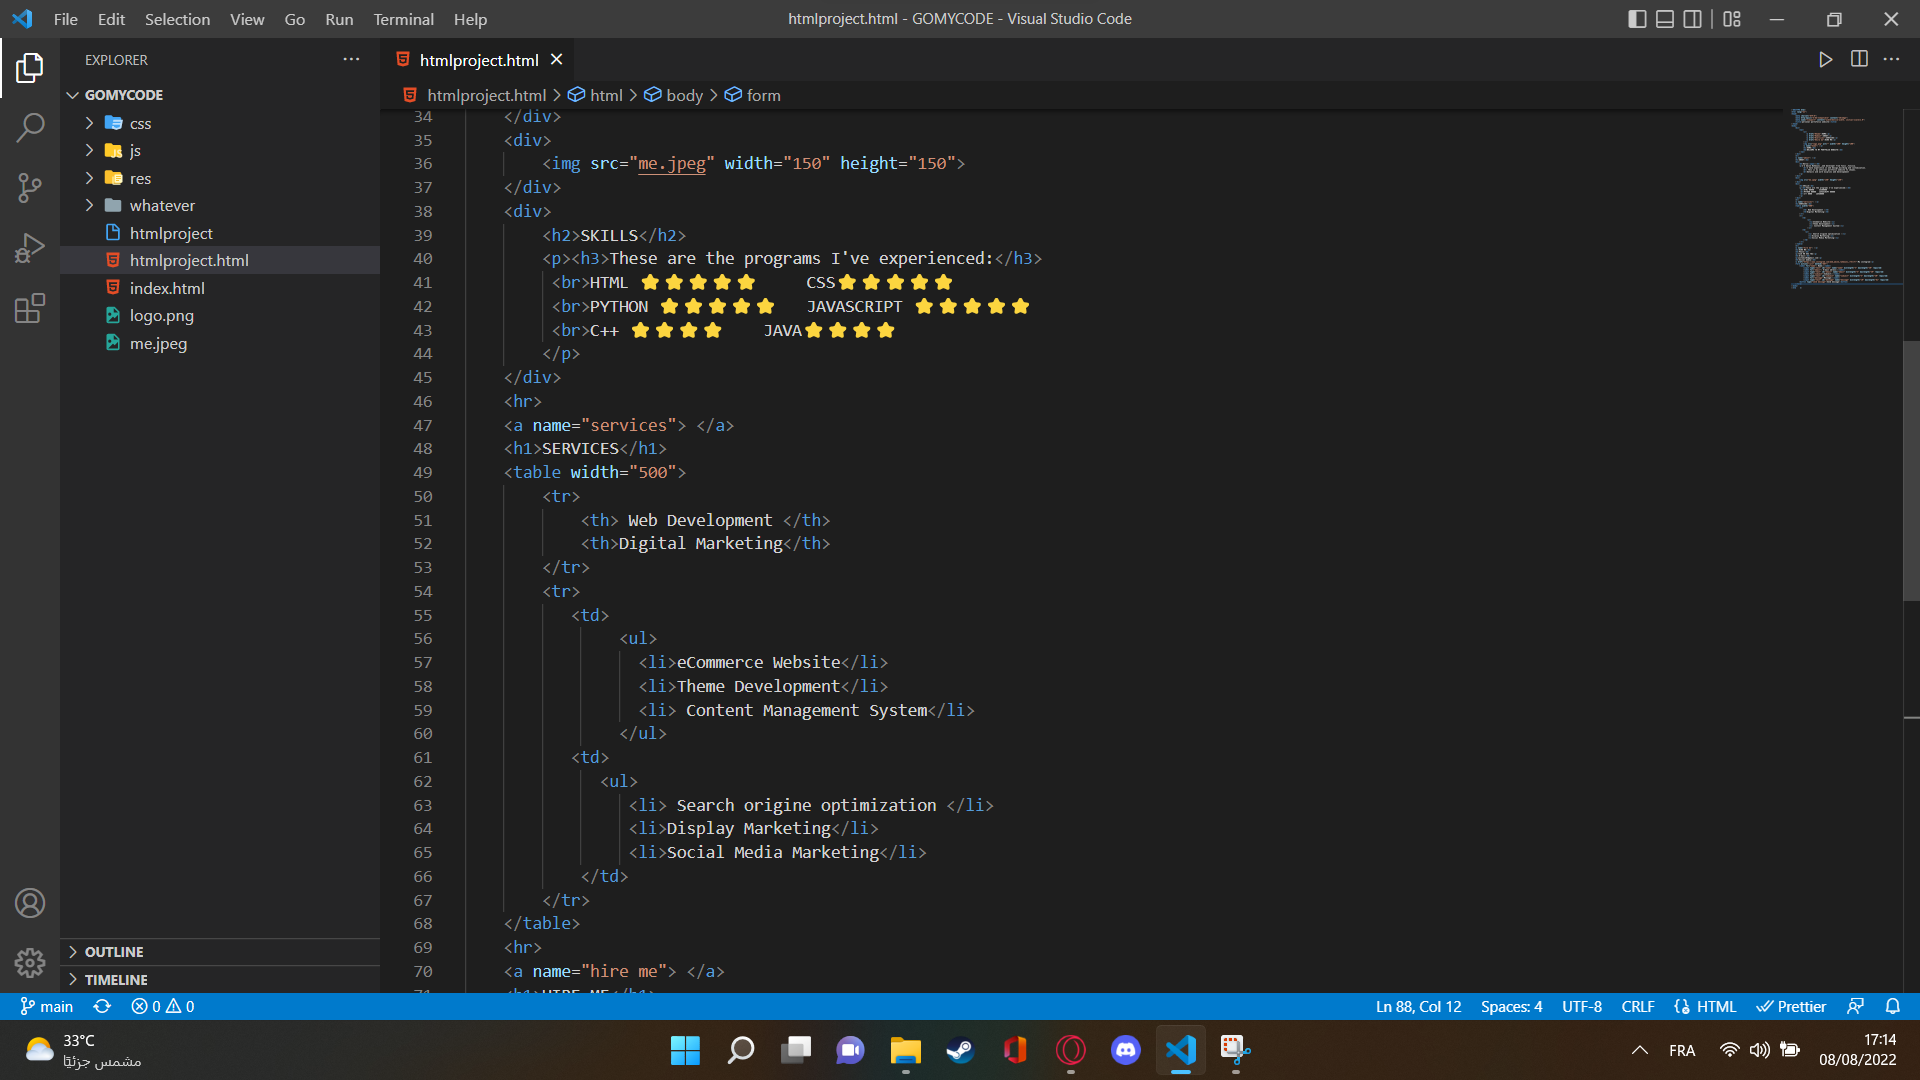 File Edit Selection View Go Run Terminal Help
htmlproject.html - GOMYCODE - Visual Studio Code
EXPLORER
GOMYCODE
css
js
res
whatever
htmlproject
htmlproject.html
index.html
logo.png
me.jpeg
OUTLINE
TIMELINE
htmlproject.html
htmlproject.html > html > body > form
34 </div>
35 <div>
36 <img src="me.jpeg" width="150" height="150">
37 </div>
38 <div>
39 <h2>SKILLS</h2>
40 <p><h3>These are the programs I've experienced:</h3>
41 <br>HTML ⭐⭐⭐⭐⭐ CSS⭐⭐⭐⭐⭐
42 <br>PYTHON ⭐⭐⭐⭐⭐ JAVASCRIPT ⭐⭐⭐⭐⭐
43 <br>C++ ⭐⭐⭐⭐ JAVA⭐⭐⭐⭐
44 </p>
45 </div>
46 <hr>
47 <a name="services"> </a>
48 <h1>SERVICES</h1>
49 <table width="500">
50 <tr>
51 <th> Web Development </th>
52 <th>Digital Marketing</th>
53 </tr>
54 <tr>
55 <td>
56 <ul>
57 <li>eCommerce Website</li>
58 <li>Theme Development</li>
59 <li> Content Management System</li>
60 </ul>
61 <td>
62 <ul>
63 <li> Search origine optimization </li>
64 <li>Display Marketing</li>
65 <li>Social Media Marketing</li>
66 </td>
67 </tr>
68 </table>
69 <hr>
70 <a name="hire me"> </a>
71 <h1>HIRE ME</h1>
main 0 0 Ln 88, Col 12 Spaces: 4 UTF-8 CRLF HTML Prettier
33°C
مشمس جزئيًا
FRA
17:14
08/08/2022